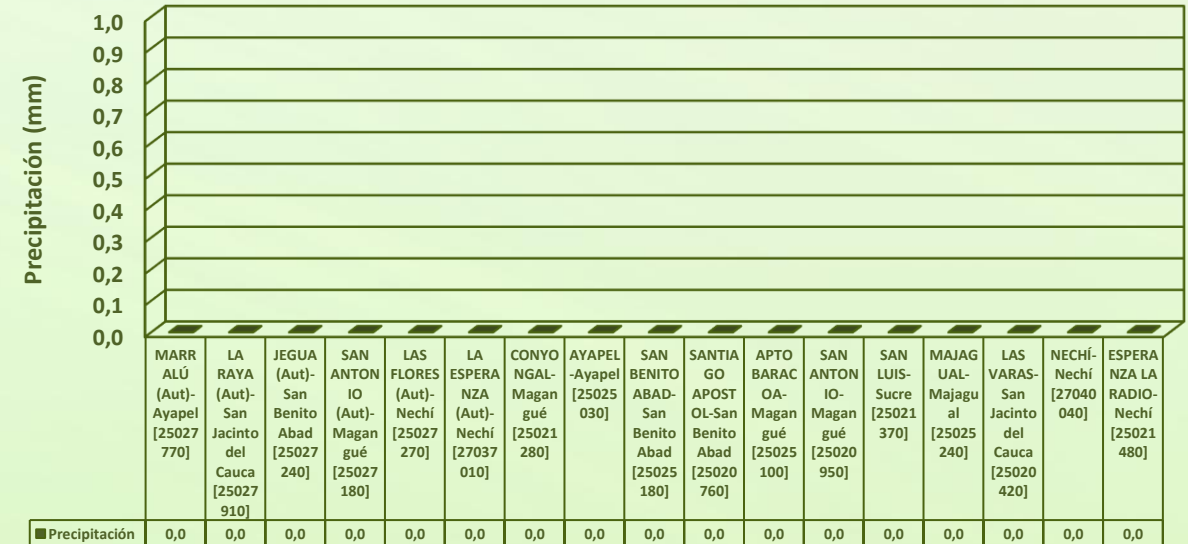 Precipitación (mm)
1,0
0,9
0,8
0,7
0,6
0,5
0,4
0,3
0,2
0,1
0,0
MARR
ALÚ
(Aut)-
Ayapel
[25027
770]
LA
RAYA
(Aut)-
San
Jacinto
del
Cauca
[25027
910]
JEGUA
(Aut)-
San
Benito
Abad
[25027
240]
SAN
ANTON
IO
(Aut)-
Magan
gué
[25027
180]
LAS
FLORES
(Aut)-
Nechí
[25027
270]
LA
ESPERA
NZA
(Aut)-
Nechí
[27037
010]
CONYO
NGAL-
Magan
gué
[25021
280]
AYAPEL
-Ayapel
[25025
030]
SAN
BENITO
ABAD-
San
Benito
Abad
[25025
180]
SANTIA
GO
APOST
OL-San
Benito
Abad
[25020
760]
APTO
BARAC
OA-
Magan
gué
[25025
100]
SAN
ANTON
IO-
Magan
gué
[25020
950]
SAN
LUIS-
Sucre
[25021
370]
MAJAG
UAL-
Majagu
al
[25025
240]
LAS
VARAS-
San
Jacinto
del
Cauca
[25020
420]
NECHÍ-
Nechí
[27040
040]
ESPERA
NZA LA
RADIO-
Nechí
[25021
480]
Precipitación 0,0 0,0 0,0 0,0 0,0 0,0 0,0 0,0 0,0 0,0 0,0 0,0 0,0 0,0 0,0 0,0 0,0